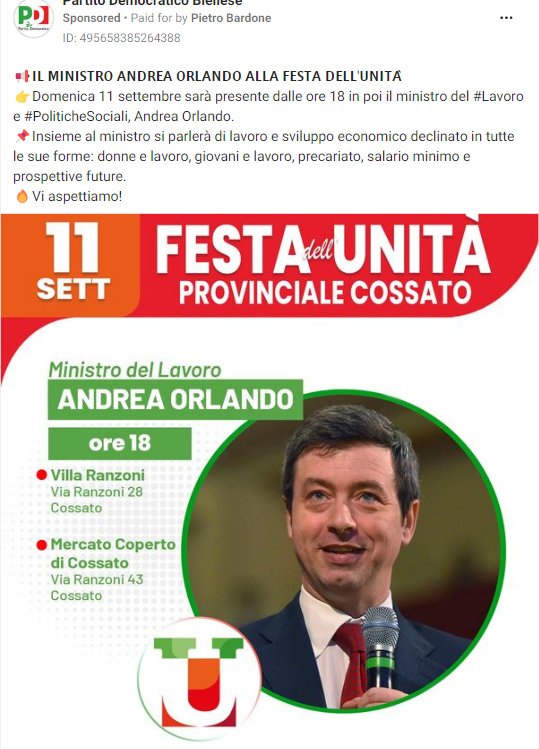 Partito Democratico Biellese
PD
Partito Democratico
Sponsored • Paid for by Pietro Bardone
ID: 495658385264388
📢IL MINISTRO ANDREA ORLANDO ALLA FESTA DELL'UNITÀ
👉Domenica 11 settembre sarà presente dalle ore 18 in poi il ministro del #Lavoro
e #PoliticheSociali, Andrea Orlando.
📌Insieme al ministro si parlerà di lavoro e sviluppo economico declinato in tutte
le sue forme: donne e lavoro, giovani e lavoro, precariato, salario minimo e
prospettive future.
🔥Vi aspettiamo!
11
SETT
FESTA dell' UNITÀ
PROVINCIALE COSSATO
Ministro del Lavoro
ANDREA ORLANDO
ore 18
Villa Ranzoni
Via Ranzoni 28
Cossato
Mercato Coperto
di Cossato
Via Ranzoni 43
Cossato
U